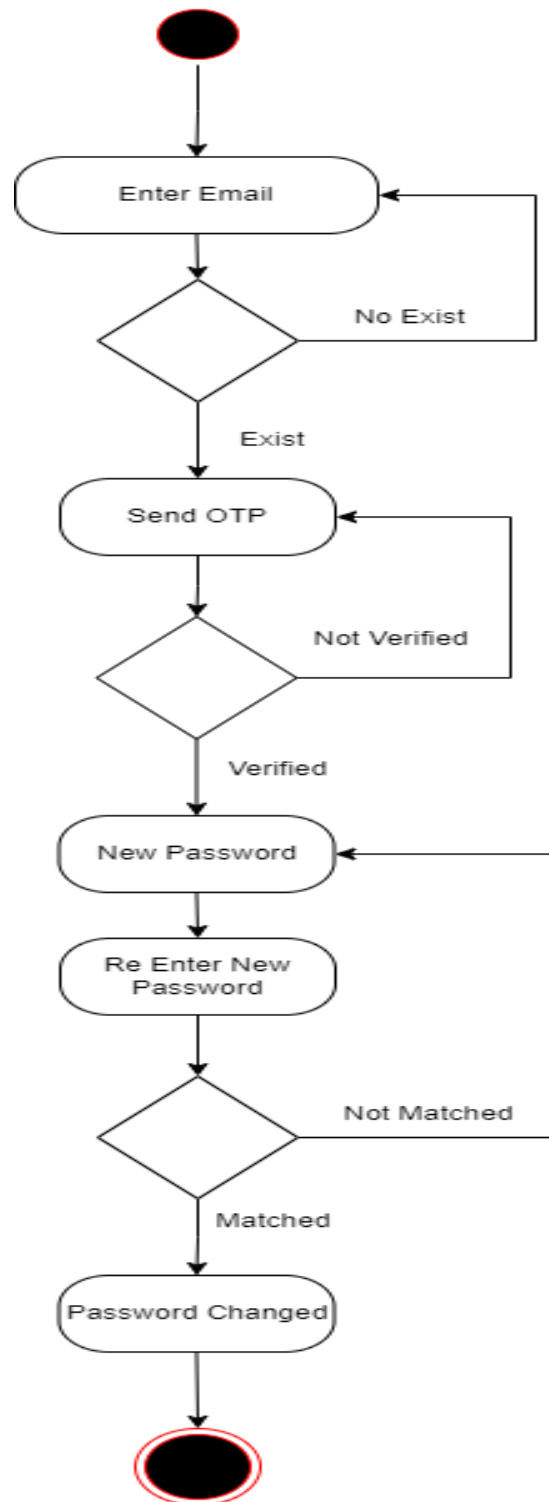 Enter Email
No Exist
Exist
Send OTP
Not Verified
Verified
New Password
Re Enter New
Password
Not Matched
Matched
Password Changed